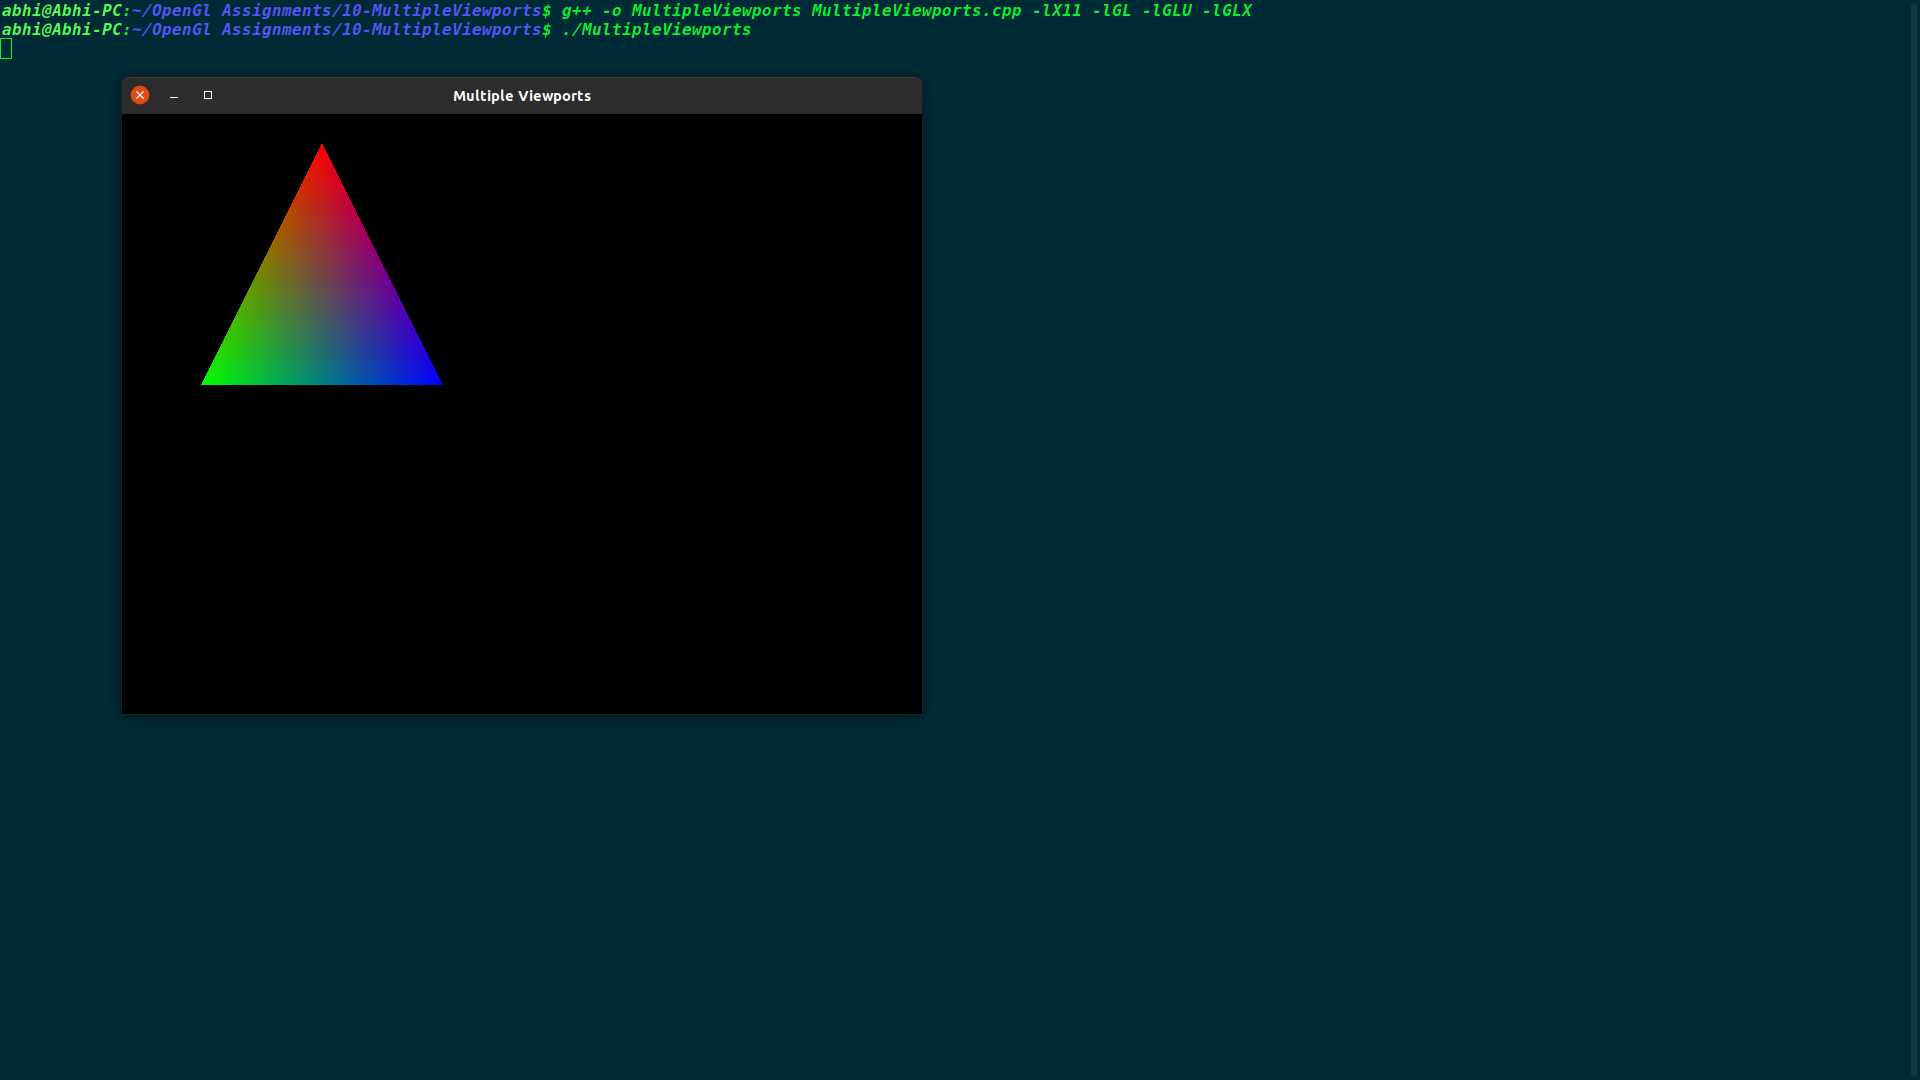 abhi@Abhi-PC:~/OpenGl Assignments/10-MultipleViewports$ g++ -o MultipleViewports MultipleViewports.cpp -lX11 -lGL -lGLU -lGLX
abhi@Abhi-PC:~/OpenGl Assignments/10-MultipleViewports$ ./MultipleViewports
Multiple Viewports